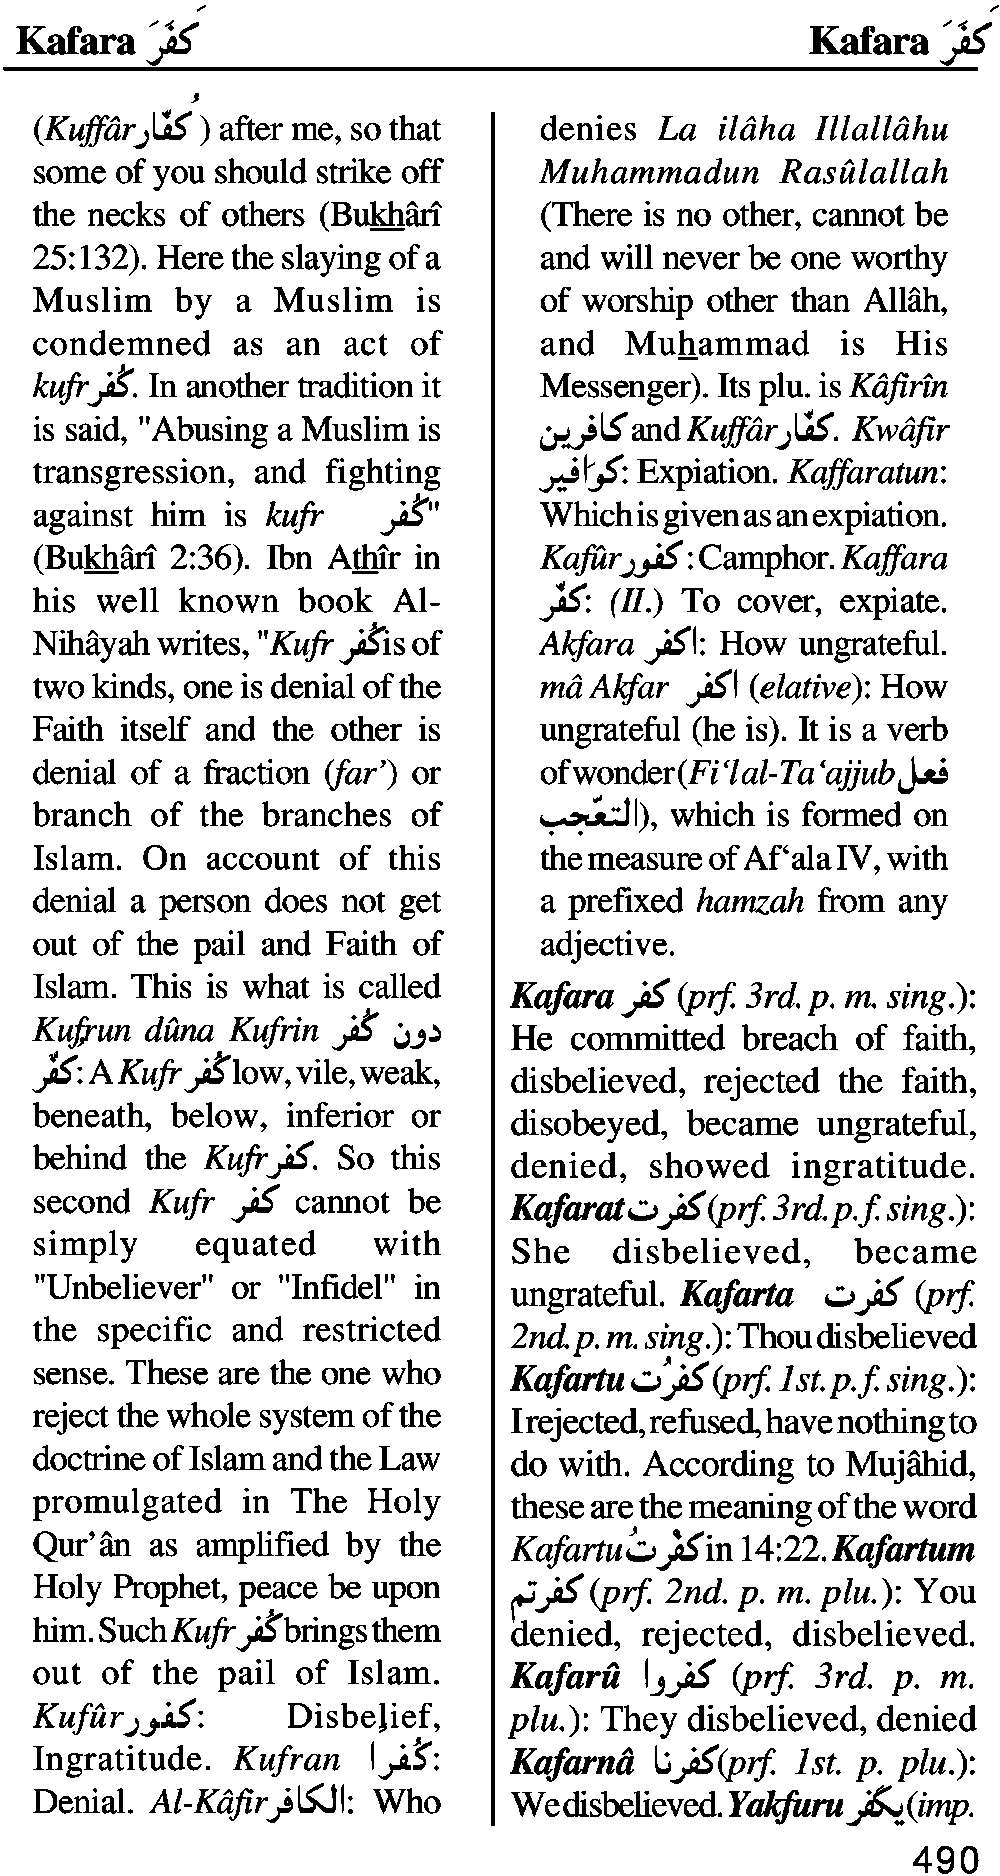 Kafara كَفَرَ
Kafara كَفَرَ
(Kuffâr كُفّار) after me, so that
some of you should strike off
the necks of others (Bukhârî
25:132). Here the slaying of a
Muslim by a Muslim is
condemned as an act of
kufr كُفر. In another tradition it
is said, "Abusing a Muslim is
transgression, and fighting
against him is kufr كُفر"
(Bukhârî 2:36). Ibn Athîr in
his well known book Al-
Nihâyah writes, "Kufr كُفر is of
two kinds, one is denial of the
Faith itself and the other is
denial of a fraction (far’) or
branch of the branches of
Islam. On account of this
denial a person does not get
out of the pail and Faith of
Islam. This is what is called
Kufrun dûna Kufrin دون كُفر
كفّر: A Kufr كُفر low, vile, weak,
beneath, below, inferior or
behind the Kufr كفر. So this
second Kufr كفر cannot be
simply equated with
"Unbeliever" or "Infidel" in
the specific and restricted
sense. These are the one who
reject the whole system of the
doctrine of Islam and the Law
promulgated in The Holy
Qur’ân as amplified by the
Holy Prophet, peace be upon
him. Such Kufr كُفر brings them
out of the pail of Islam.
Kufûr كفور: Disbelief,
Ingratitude. Kufran كُفرا:
Denial. Al-Kâfir الكافر: Who
denies La ilâha Illallâhu
Muhammadun Rasûlallah
(There is no other, cannot be
and will never be one worthy
of worship other than Allâh,
and Muhammad is His
Messenger). Its plu. is Kâfirîn
كافرين and Kuffâr كفّار. Kwâfir
كوافير: Expiation. Kaffaratun:
Which is given as an expiation.
Kafûr كفور : Camphor. Kaffara
كفّر: (II.) To cover, expiate.
Akfara اكفر: How ungrateful.
mâ Akfar اكفر (elative): How
ungrateful (he is). It is a verb
of wonder (Fi‘l al-Ta‘ajjub فعل
التعّجب), which is formed on
the measure of Af‘ala IV, with
a prefixed hamzah from any
adjective.
Kafara كفر (prf. 3rd. p. m. sing.):
He committed breach of faith,
disbelieved, rejected the faith,
disobeyed, became ungrateful,
denied, showed ingratitude.
Kafarat كفرت (prf. 3rd. p. f. sing.):
She disbelieved, became
ungrateful. Kafarta كفرت (prf.
2nd. p. m. sing.): Thou disbelieved
Kafartu كفرْت (prf. 1st. p. f. sing.):
I rejected, refused, have nothing to
do with. According to Mujâhid,
these are the meaning of the word
Kafartu كفْرتُ in 14:22. Kafartum
كفرتم (prf. 2nd. p. m. plu.): You
denied, rejected, disbelieved.
Kafarû كفروا (prf. 3rd. p. m.
plu.): They disbelieved, denied
Kafarnâ كفرنا (prf. 1st. p. plu.):
We disbelieved. Yakfuru يكفر (imp.
490